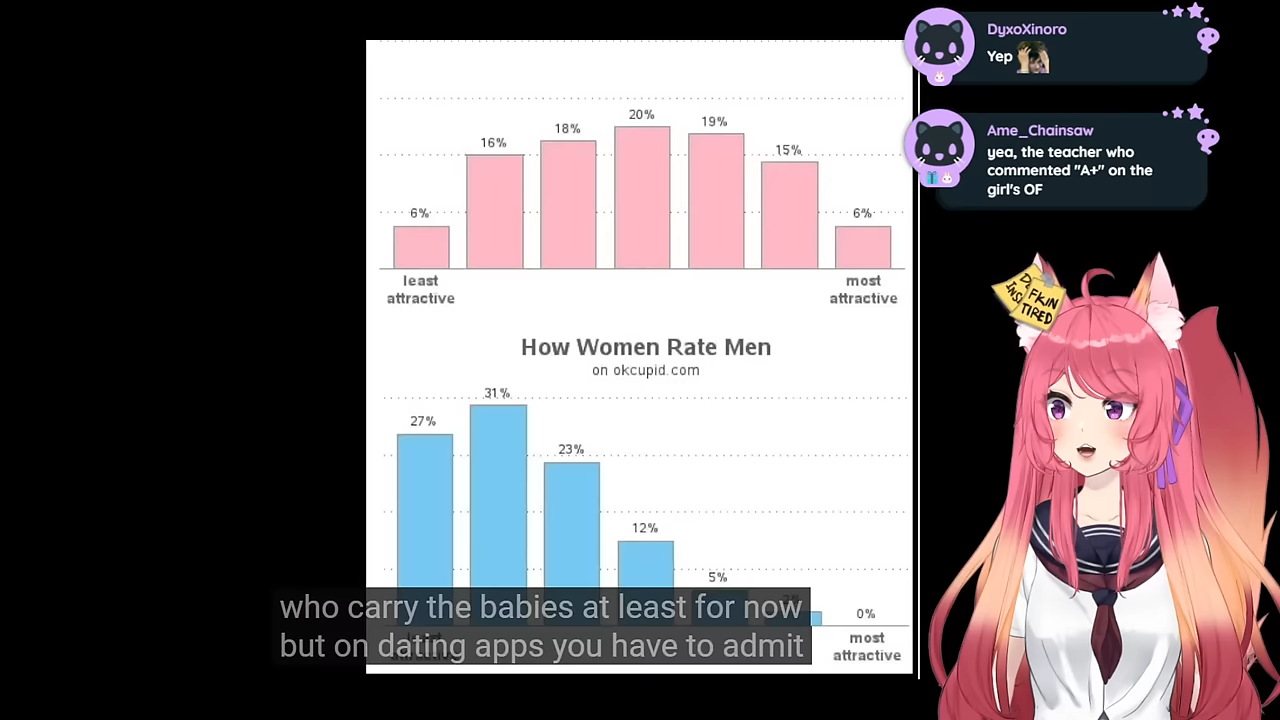 20%
19%
18%
16%
15%
6%
6%
least
attractive
most
attractive
How Women Rate Men
on okcupid.com
31%
27%
23%
12%
5%
0%
most
attractive
who carry the babies at least for now
but on dating apps you have to admit
DyxoXinoro
Yep
Ame_Chainsaw
yea, the teacher who
commented "A+" on the
girl's OF
FKIN
TIRED